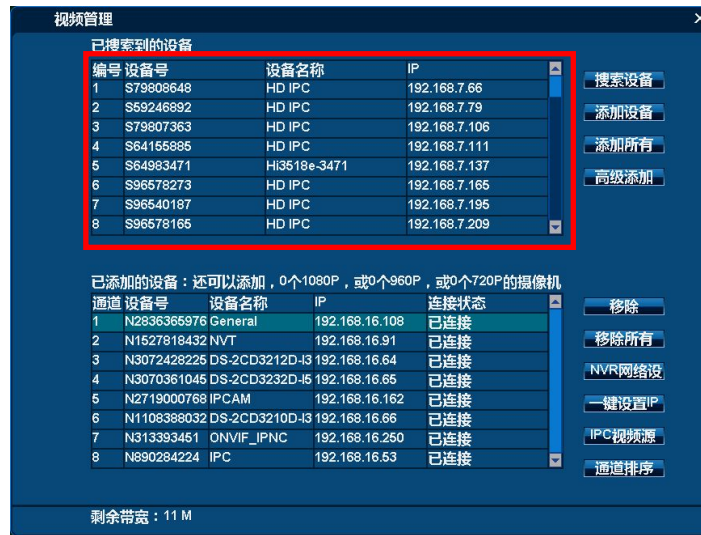 视频管理
已搜索到的设备
编号 设备号 设备名称 IP
1 S79808648 HD IPC 192.168.7.66
2 S59246892 HD IPC 192.168.7.79
3 S79807363 HD IPC 192.168.7.106
4 S64155885 HD IPC 192.168.7.111
5 S64983471 Hi3518e-3471 192.168.7.137
6 S96578273 HD IPC 192.168.7.165
7 S96540187 HD IPC 192.168.7.195
8 S96578165 HD IPC 192.168.7.209
搜索设备
添加设备
添加所有
高级添加
已添加的设备：还可以添加，0个1080P，或0个960P，或0个720P的摄像机
通道 设备号 设备名称 IP 连接状态
1 N2836365976 General 192.168.16.108 已连接
2 N1527818432 NVT 192.168.16.91 已连接
3 N3072428225 DS-2CD3212D-I3 192.168.16.64 已连接
4 N3070361045 DS-2CD3232D-I5 192.168.16.65 已连接
5 N2719000768 IPCAM 192.168.16.162 已连接
6 N1108388032 DS-2CD3210D-I3 192.168.16.66 已连接
7 N313393451 ONVIF_IPNC 192.168.16.250 已连接
8 N890284224 IPC 192.168.16.53 已连接
移除
移除所有
NVR网络设
一键设置IP
IPC视频源
通道排序
剩余带宽：11 M